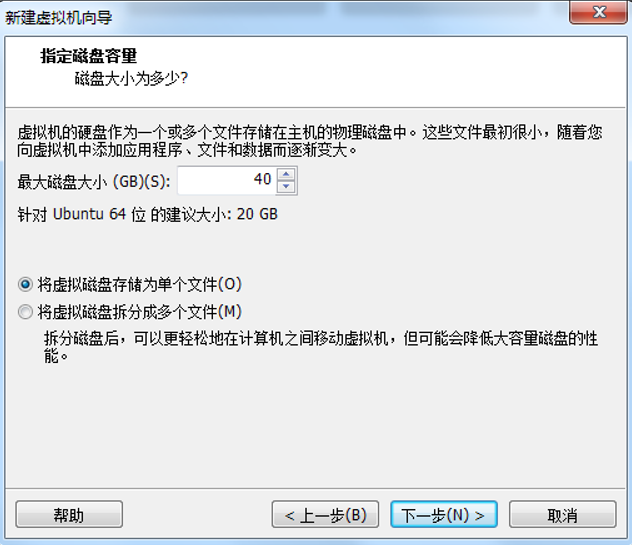 新建虚拟机向导
指定磁盘容量
磁盘大小为多少?
虚拟机的硬盘作为一个或多个文件存储在主机的物理磁盘中。这些文件最初很小，随着您
向虚拟机中添加应用程序、文件和数据而逐渐变大。
最大磁盘大小 (GB)(S): 40
针对 Ubuntu 64 位 的建议大小: 20 GB
将虚拟磁盘存储为单个文件(O)
将虚拟磁盘拆分成多个文件(M)
拆分磁盘后，可以更轻松地在计算机之间移动虚拟机，但可能会降低大容量磁盘的性
能。
帮助 < 上一步(B) 下一步(N) > 取消